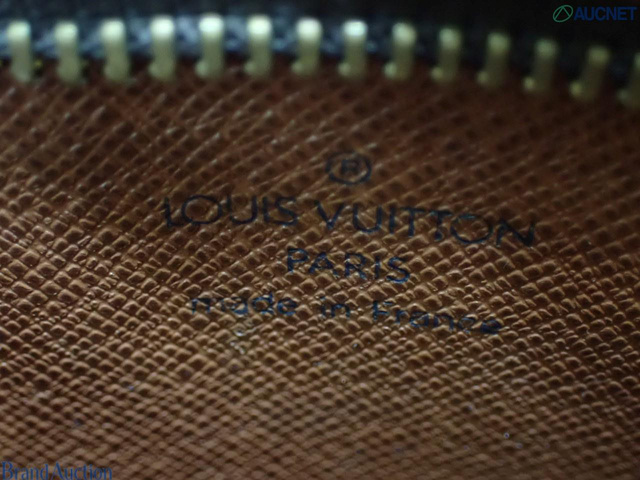 AUCNET
®
LOUIS VUITTON
PARIS
made in France
Brand Auction